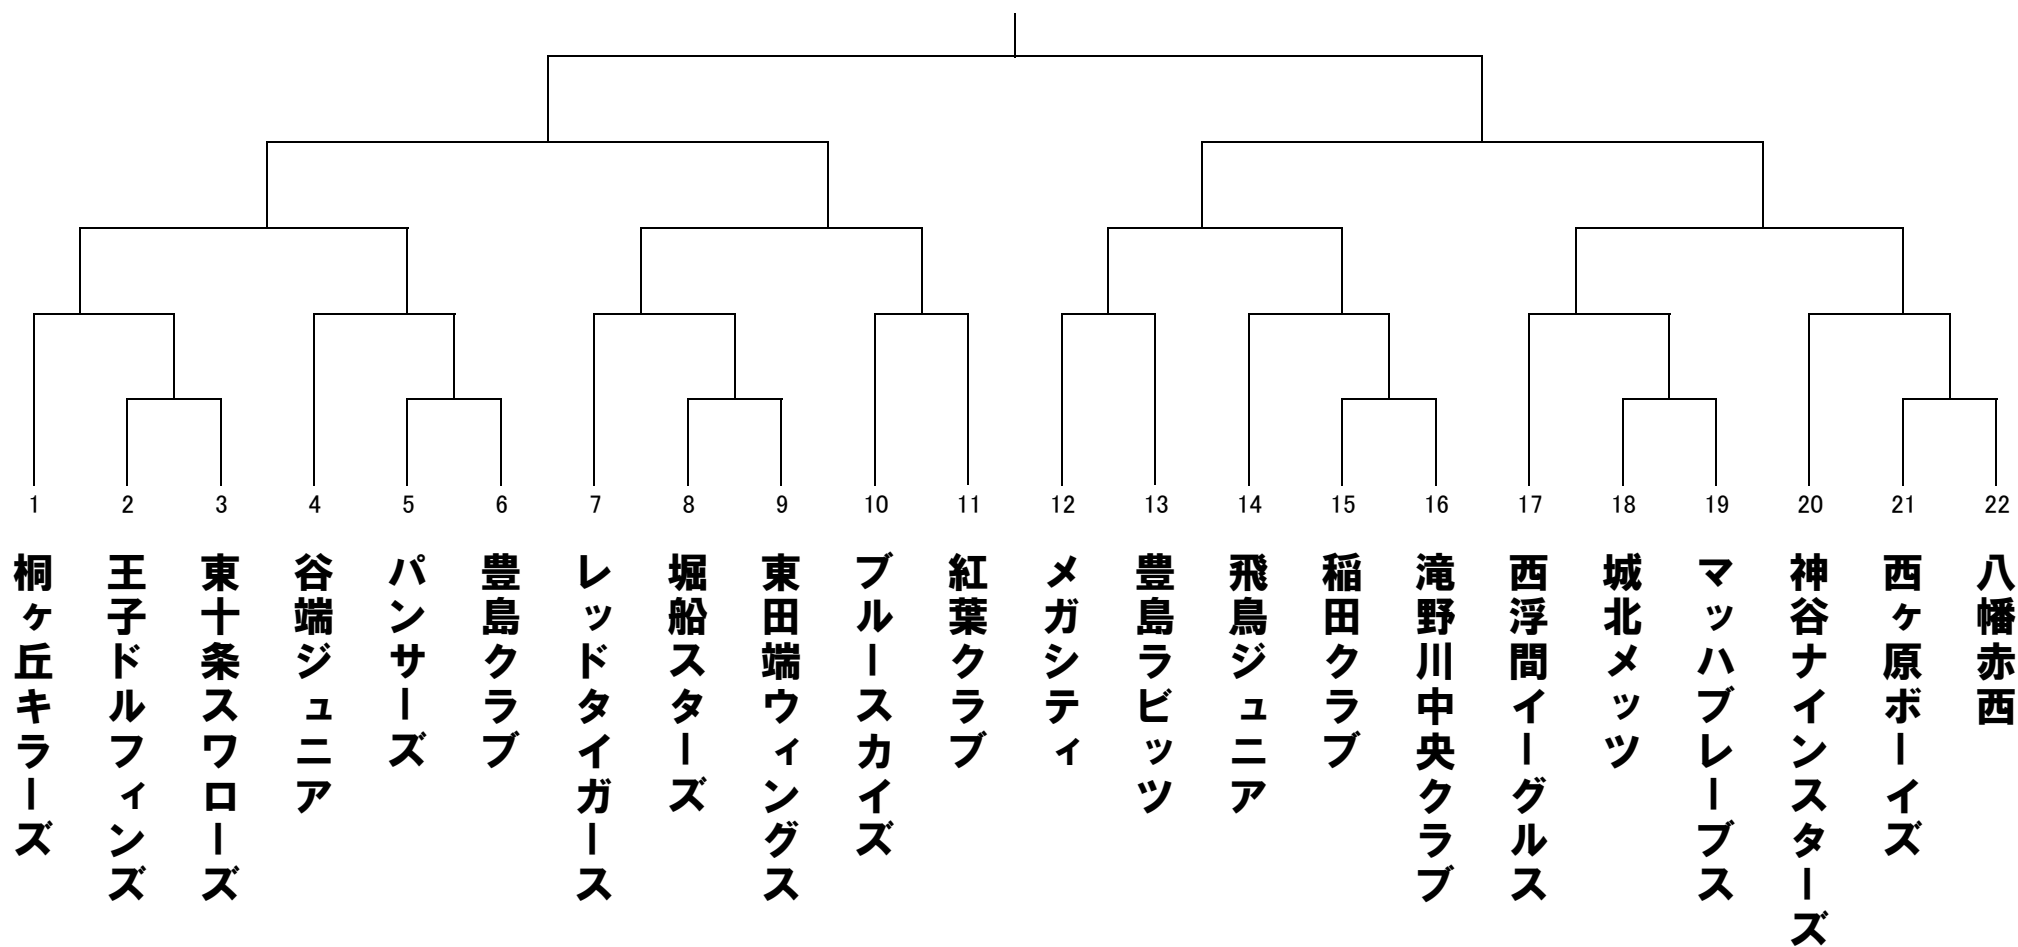 1 2 3 4 5 6 7 8 9 10 11 12 13 14 15 16 17 18 19 20 21 22
桐ヶ丘キラーズ
王子ドルフィンズ
東十条スワローズ
谷端ジュニア
パンサーズ
豊島クラブ
レッドタイガース
堀船スターズ
東田端ウィングス
ブルースカイズ
紅葉クラブ
メガシティ
豊島ラビッツ
飛鳥ジュニア
稲田クラブ
滝野川中央クラブ
西浮間イーグルス
城北メッツ
マッハブレーブス
神谷ナインスターズ
西ヶ原ボーイズ
八幡赤西